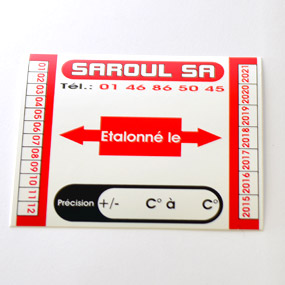 SAROUL SA
Tél.: 01 46 86 50 45
01 02 03 04 05 06 07 08 09 10 11 12
Etalonné le
2015 2016 2017 2018 2019 2020 2021
Précision +/- C° à C°